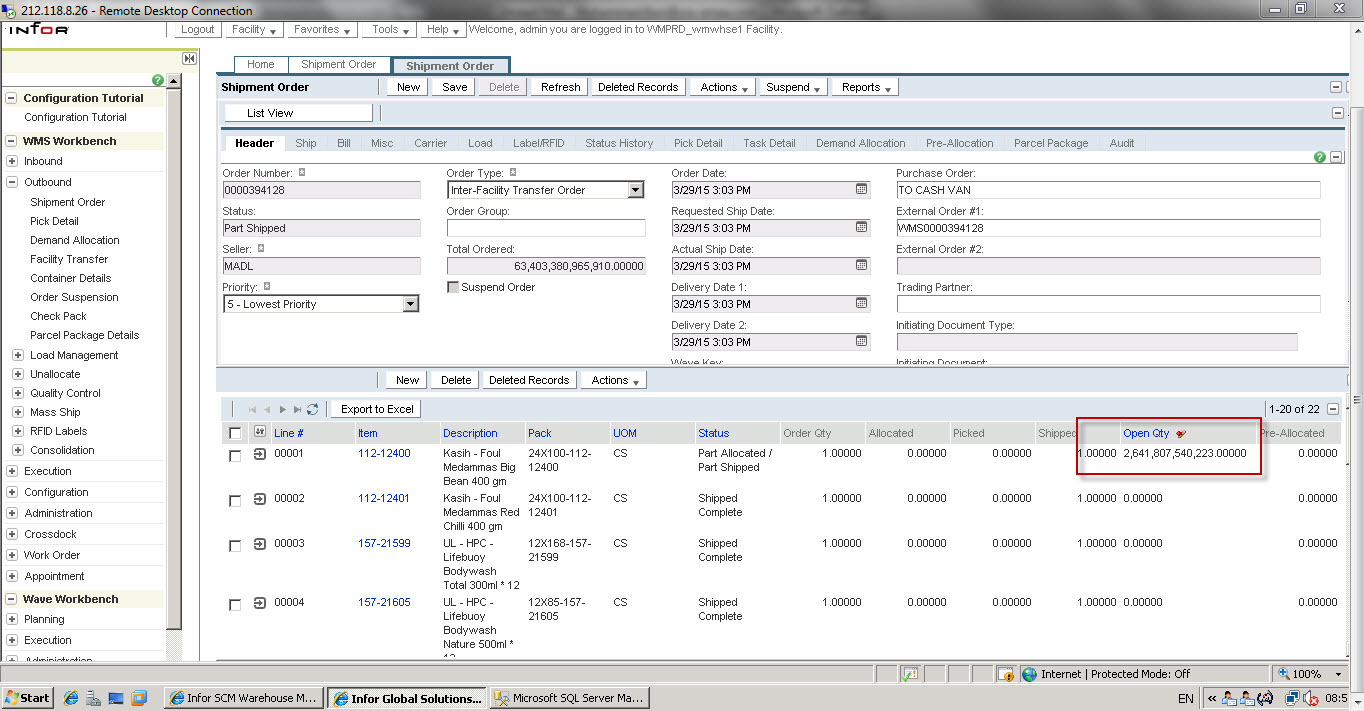 212.118.8.26 - Remote Desktop Connection
infor Logout Facility Favorites Tools Help Welcome, admin you are logged in to WMPRD_wmwhse1 Facility.
Home Shipment Order Shipment Order
Shipment Order New Save Delete Refresh Deleted Records Actions Suspend Reports
List View
Header Ship Bill Misc Carrier Load Label/RFID Status History Pick Detail Task Detail Demand Allocation Pre-Allocation Parcel Package Audit
Configuration Tutorial
Configuration Tutorial
WMS Workbench
Inbound
Outbound
Shipment Order
Pick Detail
Demand Allocation
Facility Transfer
Container Details
Order Suspension
Check Pack
Parcel Package Details
Load Management
Unallocate
Quality Control
Mass Ship
RFID Labels
Consolidation
Execution
Configuration
Administration
Crossdock
Work Order
Appointment
Wave Workbench
Planning
Execution
Administration
Order Number: Order Type: Order Date: Purchase Order:
0000394128 Inter-Facility Transfer Order 3/29/15 3:03 PM TO CASH VAN
Status: Order Group: Requested Ship Date: External Order #1:
Part Shipped 3/29/15 3:03 PM WMS0000394128
Seller: Total Ordered: Actual Ship Date: External Order #2:
MADL 63,403,380,965,910.00000 3/29/15 3:03 PM
Priority: Suspend Order Delivery Date 1: Trading Partner:
5 - Lowest Priority 3/29/15 3:03 PM
Delivery Date 2: Initiating Document Type:
3/29/15 3:03 PM
Wave Key: Initiating Document:
New Delete Deleted Records Actions
Export to Excel 1-20 of 22
Line # Item Description Pack UOM Status Order Qty Allocated Picked Shipped Open Qty Pre-Allocated
00001 112-12400 Kasih - Foul 24X100-112- CS Part Allocated / 1.00000 0.00000 0.00000 1.00000 2,641,807,540,223.00000 0.00000
Medammas Big 12400 Part Shipped
Bean 400 gm
00002 112-12401 Kasih - Foul 24X100-112- CS Shipped 1.00000 0.00000 0.00000 1.00000 0.00000 0.00000
Medammas Red 12401 Complete
Chilli 400 gm
00003 157-21599 UL - HPC - 12X168-157- CS Shipped 1.00000 0.00000 0.00000 1.00000 0.00000 0.00000
Lifebuoy 21599 Complete
Bodywash
Total 300ml * 12
00004 157-21605 UL - HPC - 12X85-157- CS Shipped 1.00000 0.00000 0.00000 1.00000 0.00000 0.00000
Lifebuoy 21605 Complete
Bodywash
Nature 500ml *
12
Internet | Protected Mode: Off 100%
Start Infor SCM Warehouse M... Infor Global Solutions... Microsoft SQL Server Ma... EN « 08:5